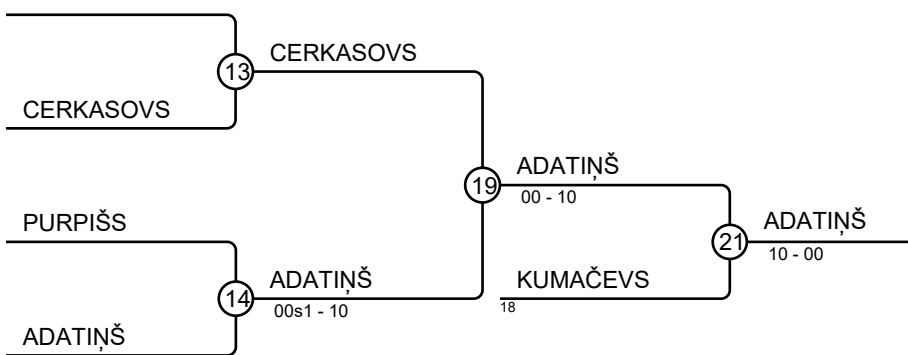 CERKASOVS
13
CERKASOVS
ADATIŅŠ
19
00 - 10
PURPIŠS
ADATIŅŠ
21
10 - 00
ADATIŅŠ
KUMAČEVS
14
00s1 - 10
18
ADATIŅŠ